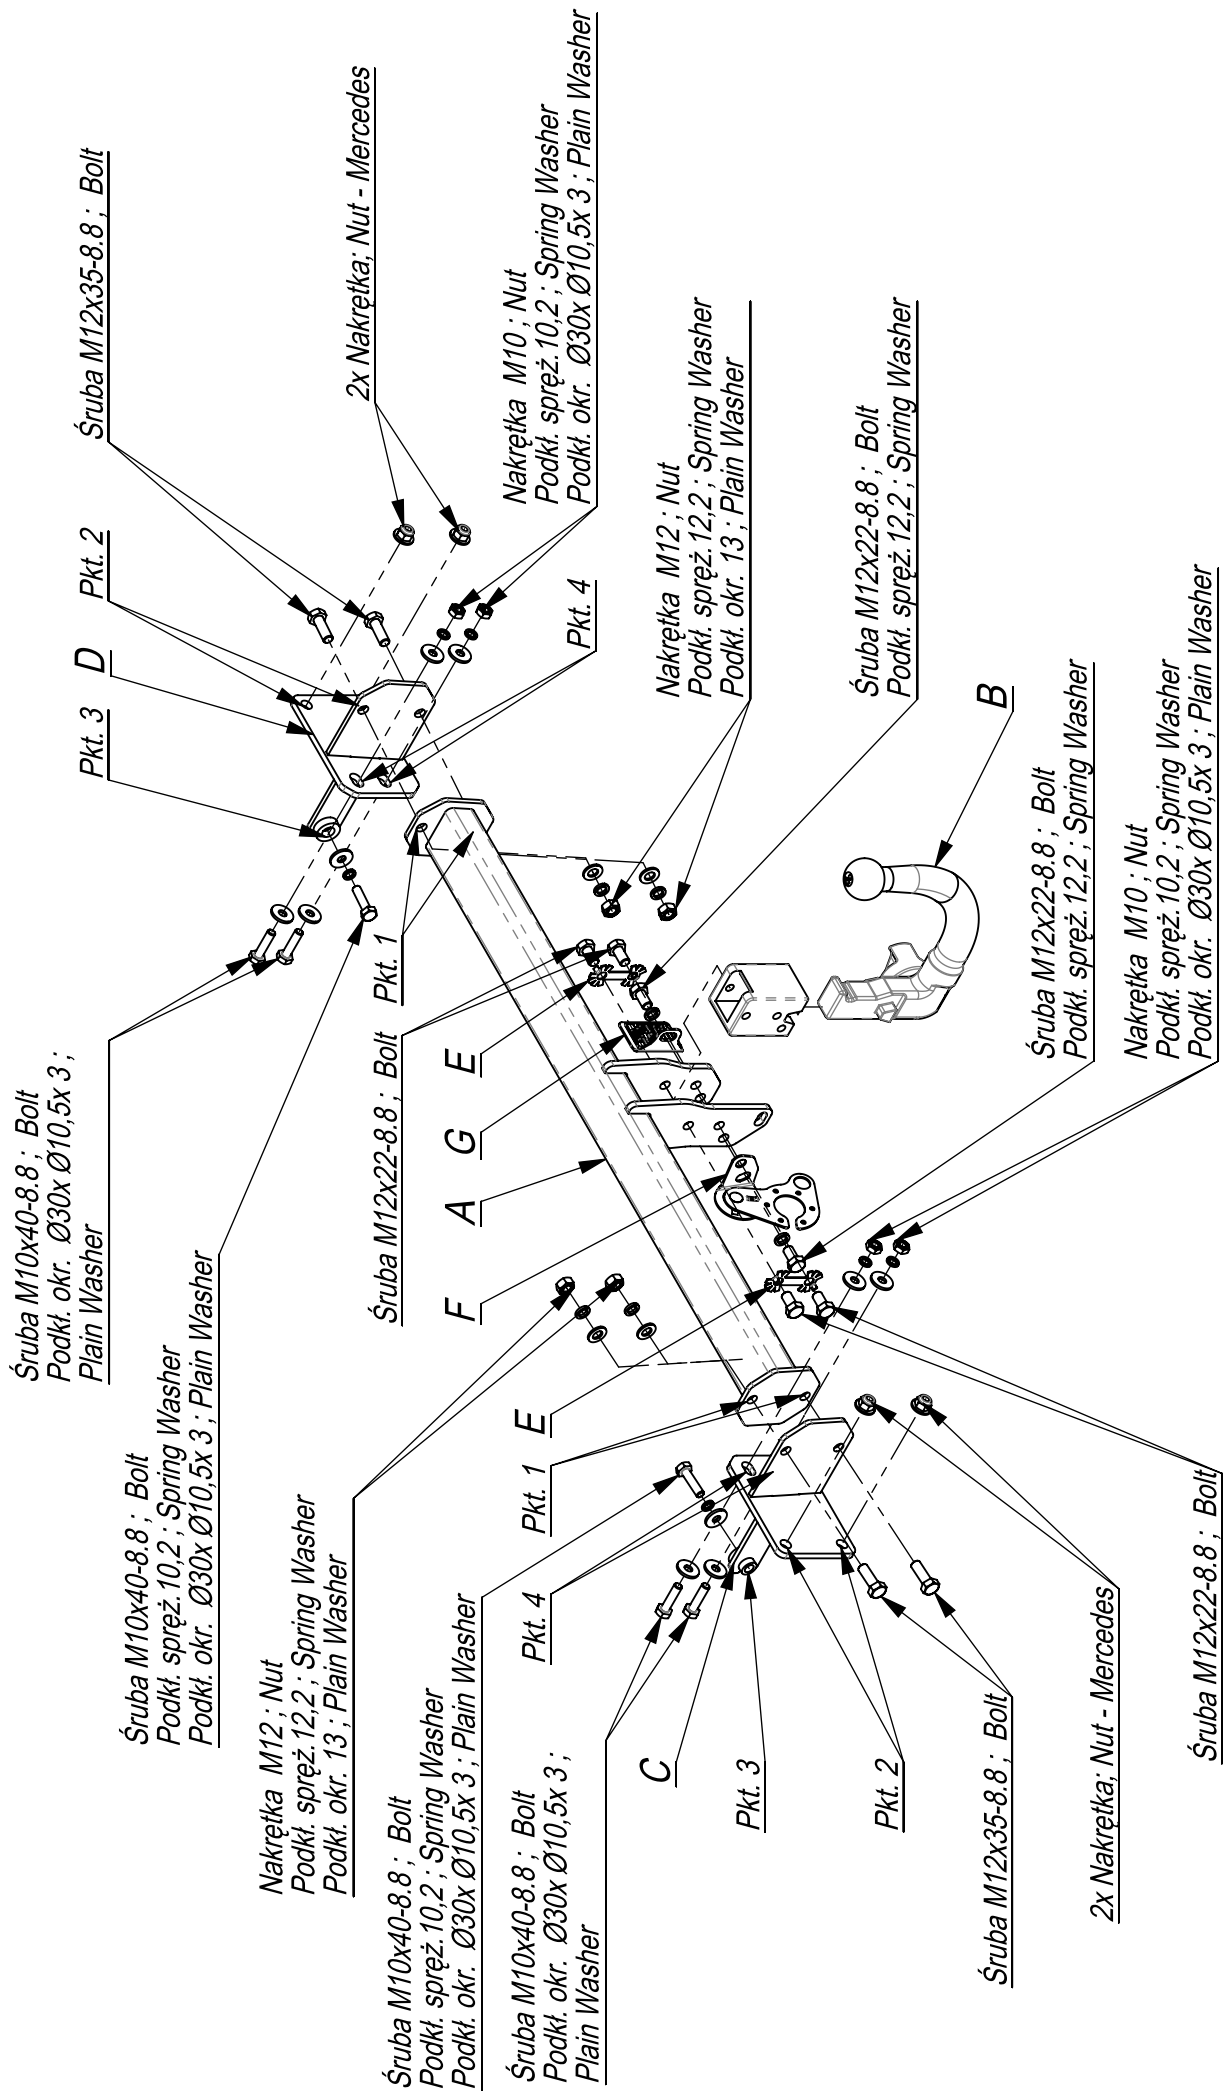 Śruba M10x40-8.8 ; Bolt
Podkł. okr. Ø30x Ø10,5x 3 ;
Plain Washer
Śruba M10x40-8.8 ; Bolt
Podkł. spręż.10,2 ; Spring Washer
Podkł. okr. Ø30x Ø10,5x 3 ; Plain Washer
Nakrętka M12 ; Nut
Podkł. spręż.12,2 ; Spring Washer
Podkł. okr. 13 ; Plain Washer
Śruba M10x40-8.8 ; Bolt
Podkł. spręż.10,2 ; Spring Washer
Podkł. okr. Ø30x Ø10,5x 3 ; Plain Washer
Śruba M10x40-8.8 ; Bolt
Podkł. okr. Ø30x Ø10,5x 3 ;
Plain Washer
Śruba M12x35-8.8 ; Bolt
Pkt. 2
D
Pkt. 3
2x Nakrętka; Nut - Mercedes
Pkt. 1
Śruba M12x22-8.8 ; Bolt
E
G
A
F
E
Pkt. 1
Pkt. 4
C
Pkt. 3
Pkt. 2
Nakrętka M10 ; Nut
Podkł. spręż.10,2 ; Spring Washer
Podkł. okr. Ø30x Ø10,5x 3 ; Plain Washer
Pkt. 4
Nakrętka M12 ; Nut
Podkł. spręż.12,2 ; Spring Washer
Podkł. okr. 13 ; Plain Washer
Śruba M12x22-8.8 ; Bolt
Podkł. spręż.12,2 ; Spring Washer
B
Śruba M12x22-8.8 ; Bolt
Podkł. spręż.12,2 ; Spring Washer
Nakrętka M10 ; Nut
Podkł. spręż.10,2 ; Spring Washer
Podkł. okr. Ø30x Ø10,5x 3 ; Plain Washer
Śruba M12x35-8.8 ; Bolt
2x Nakrętka; Nut - Mercedes
Śruba M12x22-8.8 ; Bolt